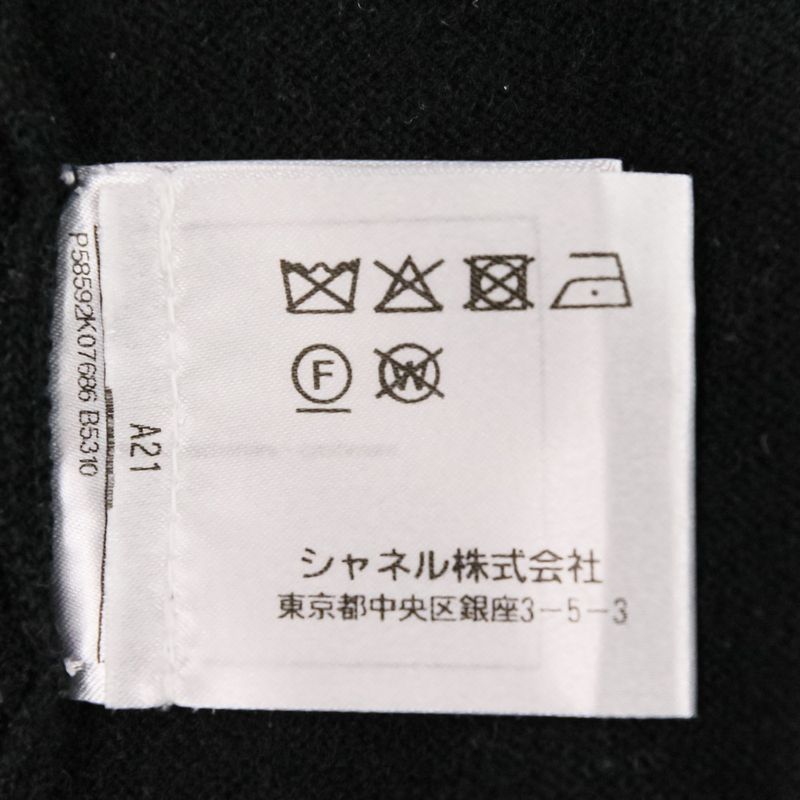 P58592K07686 B5310
A21
F
W
シャネル株式会社
東京都中央区銀座3-5-3